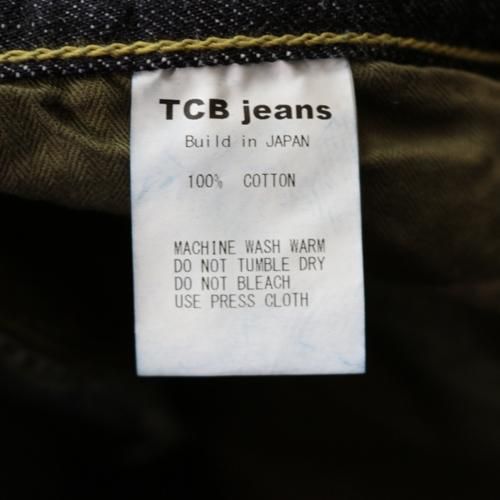 TCB jeans
Build in JAPAN
100% COTTON
MACHINE WASH WARM
DO NOT TUMBLE DRY
DO NOT BLEACH
USE PRESS CLOTH